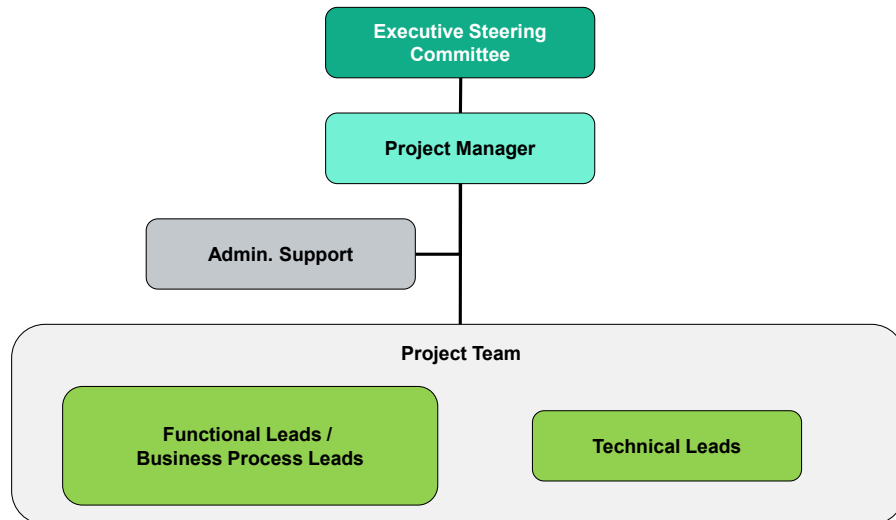 Executive Steering
Committee
Project Manager
Admin. Support
Project Team
Functional Leads /
Business Process Leads
Technical Leads